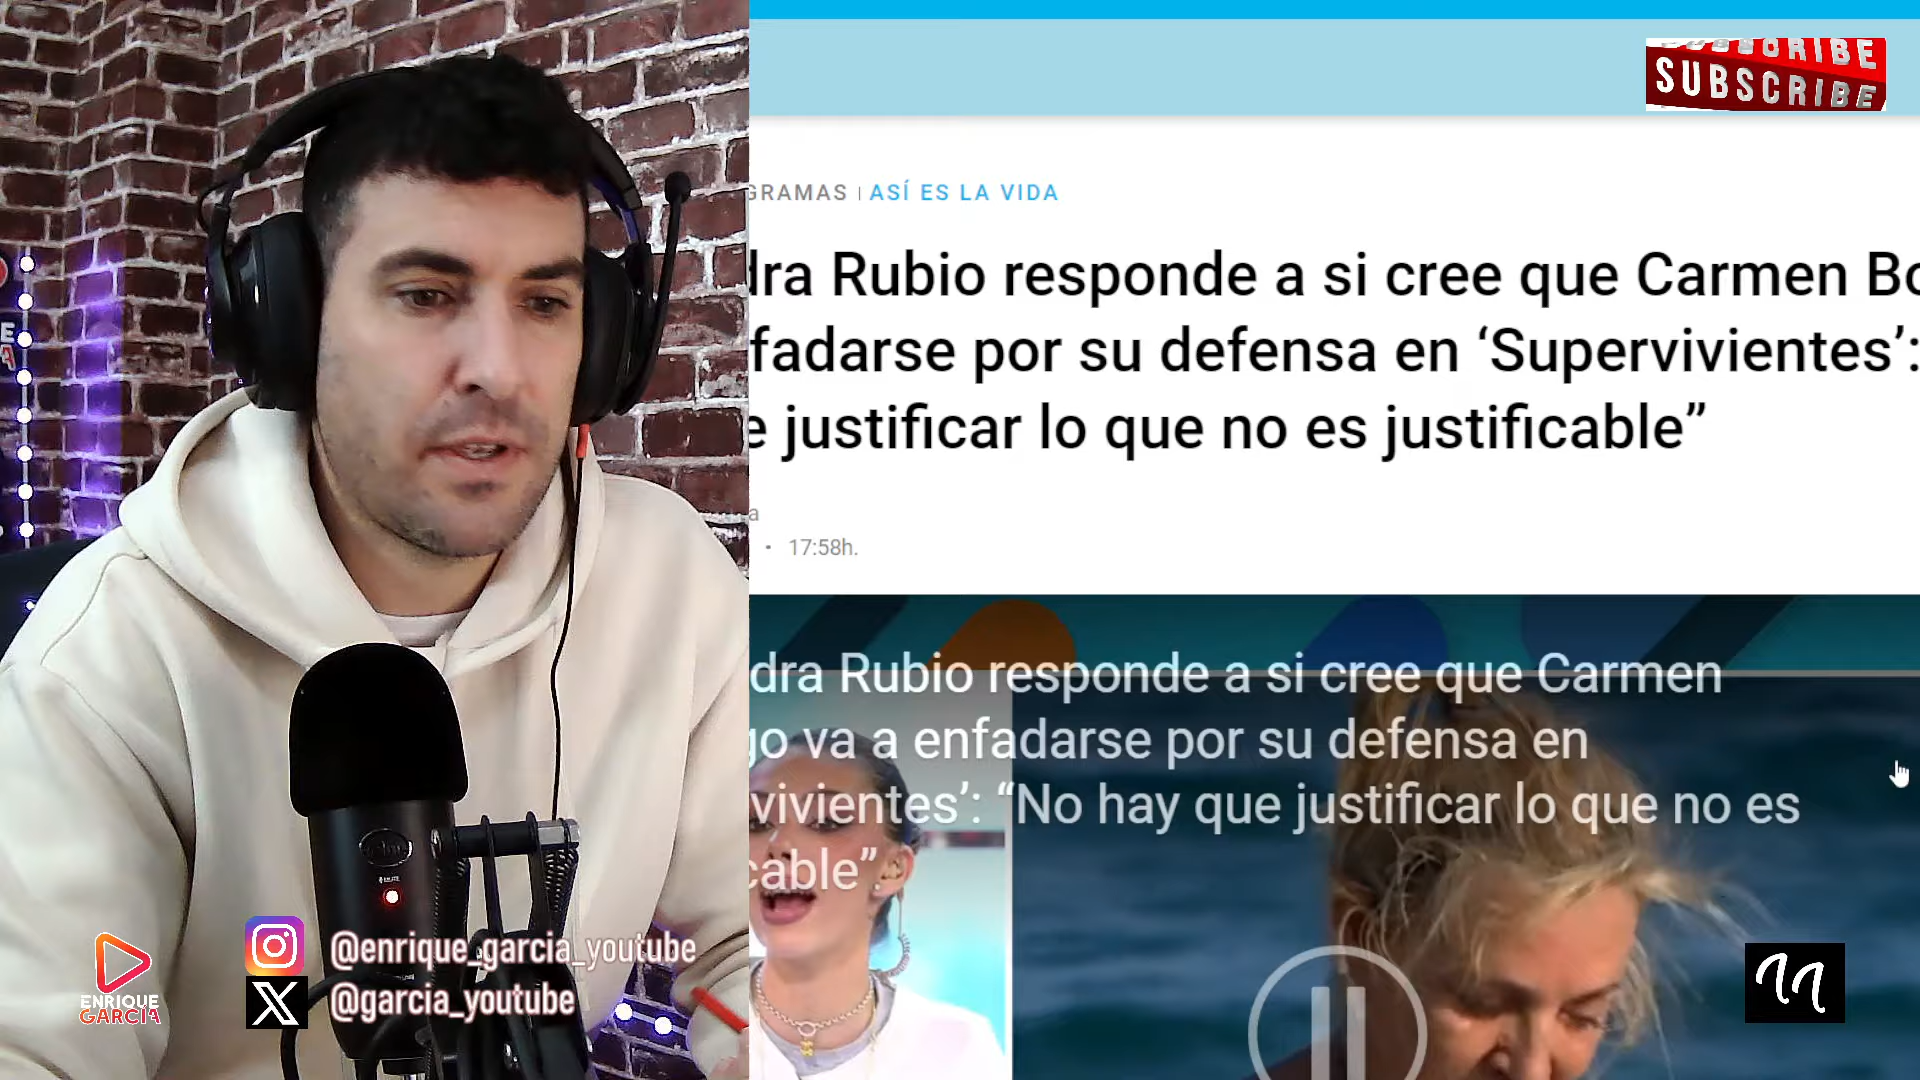 SUBSCRIBE
SUBSCRIBE
GRAMAS | ASÍ ES LA VIDA
dra Rubio responde a si cree que Carmen Bo
fadarse por su defensa en ‘Supervivientes’:
e justificar lo que no es justificable”
a
· 17:58h.
dra Rubio responde a si cree que Carmen
go va a enfadarse por su defensa en
vivientes’: “No hay que justificar lo que no es
cable”.
@enrique_garcia_youtube
@garcia_youtube
ENRIQUE
GARCÍA